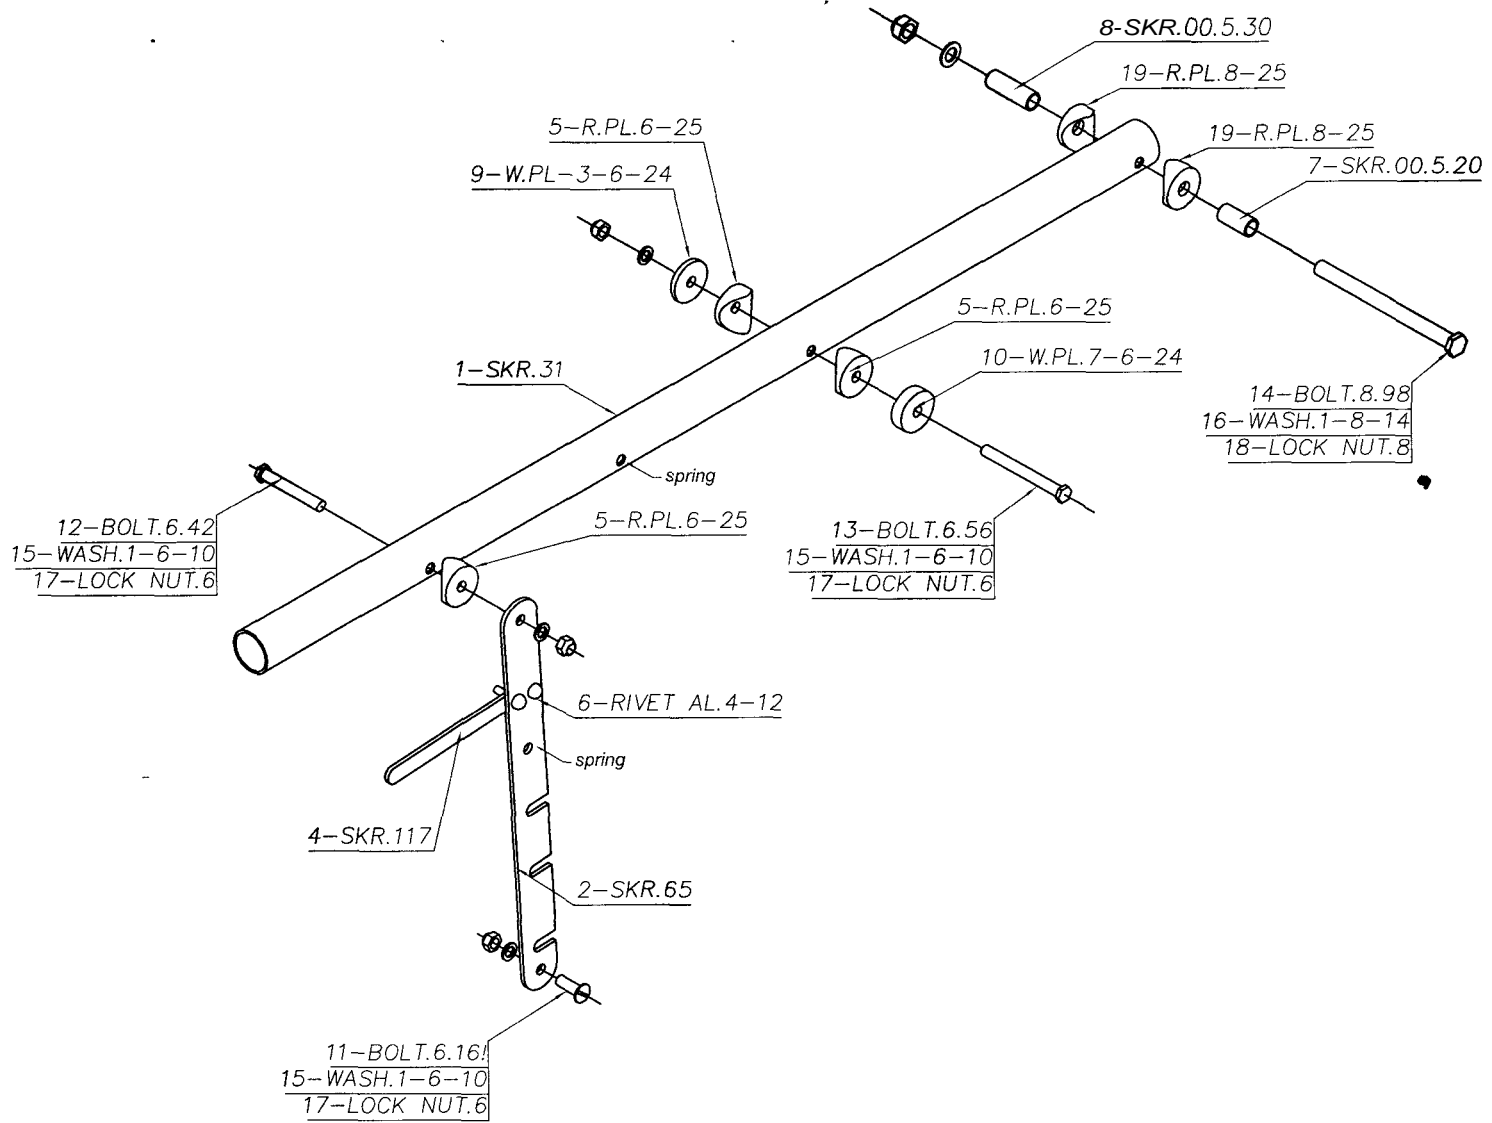 8-SKR.00.5.30
19-R.PL.8-25
5-R.PL.6-25
19-R.PL.8-25
9-W.PL-3-6-24
7-SKR.00.5.20
5-R.PL.6-25
10-W.PL.7-6-24
1-SKR.31
14-BOLT.8.98
16-WASH.1-8-14
18-LOCK NUT.8
spring
5-R.PL.6-25
12-BOLT.6.42
15-WASH.1-6-10
17-LOCK NUT.6
13-BOLT.6.56
15-WASH.1-6-10
17-LOCK NUT.6
6-RIVET AL.4-12
spring
4-SKR.117
2-SKR.65
11-BOLT.6.16!
15-WASH.1-6-10
17-LOCK NUT.6